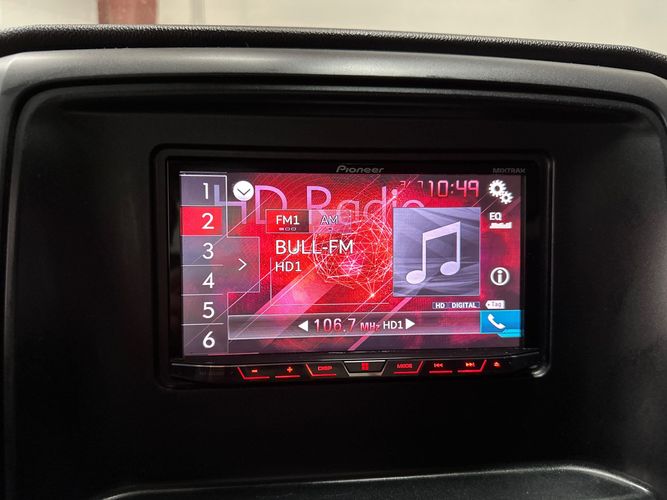 Pioneer
MIXTRAX
HD Radio
10:49
1
2
3
4
5
6
FM1
AM
EQ
BULL-FM
HD1
HD DIGITAL
Tag
106.7 MHz HD1
DISP
MODE